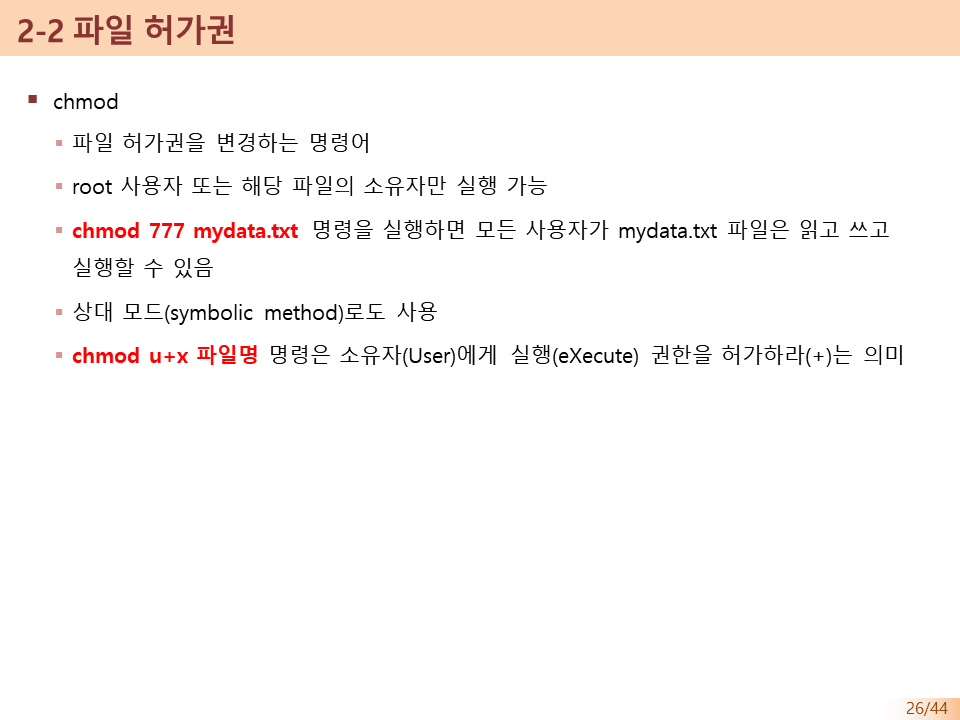 2-2 파일 허가권
▪ chmod
▪ 파일 허가권을 변경하는 명령어
▪ root 사용자 또는 해당 파일의 소유자만 실행 가능
▪ chmod 777 mydata.txt 명령을 실행하면 모든 사용자가 mydata.txt 파일은 읽고 쓰고
실행할 수 있음
▪ 상대 모드(symbolic method)로도 사용
▪ chmod u+x 파일명 명령은 소유자(User)에게 실행(eXecute) 권한을 허가하라(+)는 의미
26/44